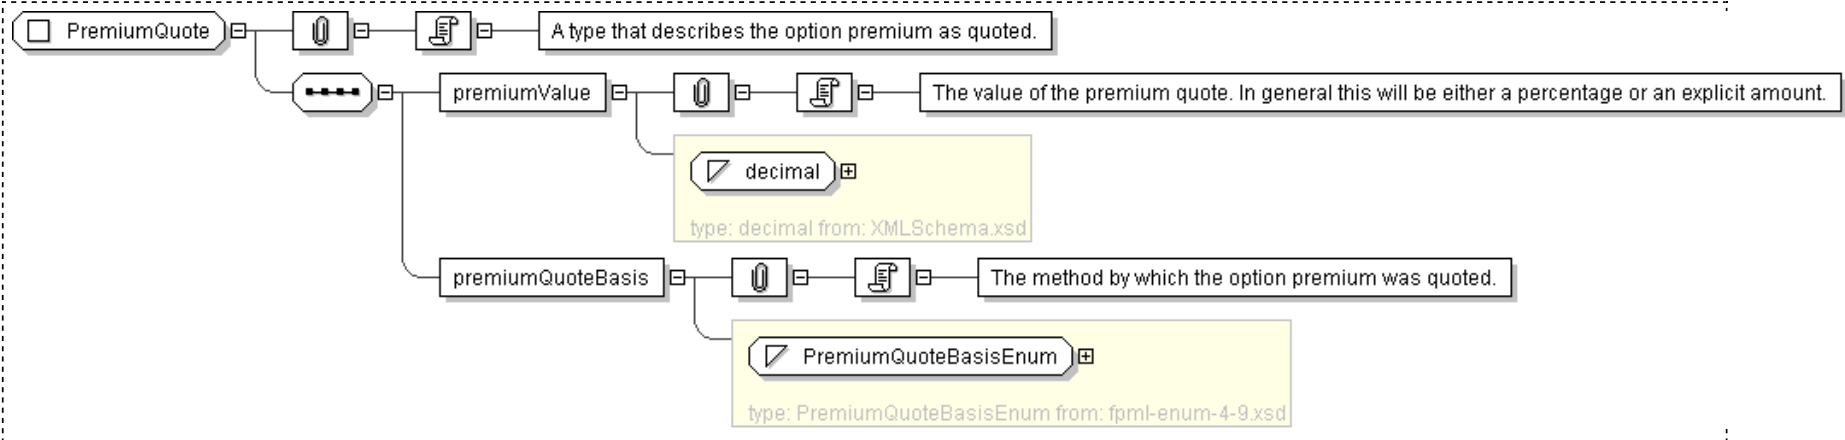 PremiumQuote
A type that describes the option premium as quoted.
premiumValue
The value of the premium quote. In general this will be either a percentage or an explicit amount.
decimal
type: decimal from: XMLSchema.xsd
premiumQuoteBasis
The method by which the option premium was quoted.
PremiumQuoteBasisEnum
type: PremiumQuoteBasisEnum from: fpml-enum-4-9.xsd